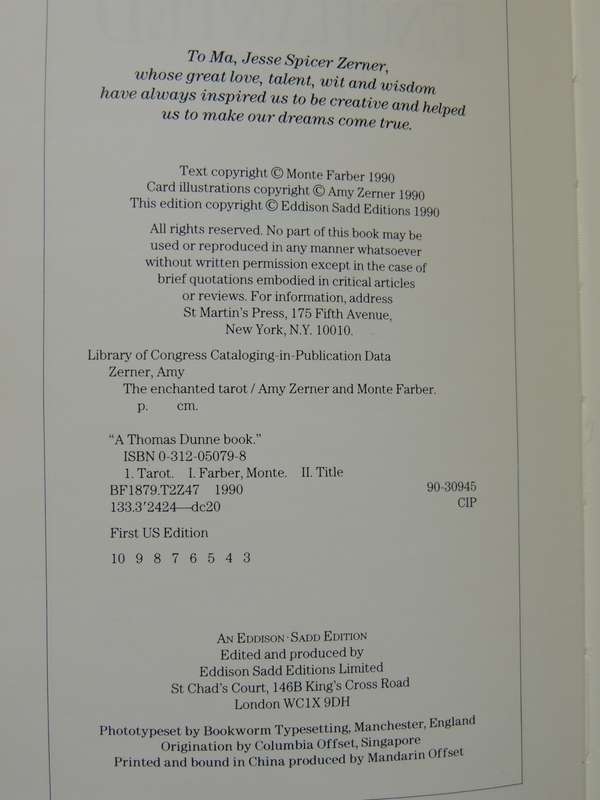 To Ma, Jesse Spicer Zerner,
whose great love, talent, wit and wisdom
have always inspired us to be creative and helped
us to make our dreams come true.
Text copyright © Monte Farber 1990
Card illustrations copyright © Amy Zerner 1990
This edition copyright © Eddison Sadd Editions 1990
All rights reserved. No part of this book may be
used or reproduced in any manner whatsoever
without written permission except in the case of
brief quotations embodied in critical articles
or reviews. For information, address
St Martin's Press, 175 Fifth Avenue,
New York, N.Y. 10010.
Library of Congress Cataloging-in-Publication Data
Zerner, Amy
The enchanted tarot / Amy Zerner and Monte Farber.
p. cm.
"A Thomas Dunne book."
ISBN 0-312-05079-8
1. Tarot. I. Farber, Monte. II. Title
BF1879.T2Z47 1990 90-30945
133.3′2424—dc20 CIP
First US Edition
10 9 8 7 6 5 4 3
AN EDDISON·SADD EDITION
Edited and produced by
Eddison Sadd Editions Limited
St Chad's Court, 146B King's Cross Road
London WC1X 9DH
Phototypeset by Bookworm Typesetting, Manchester, England
Origination by Columbia Offset, Singapore
Printed and bound in China produced by Mandarin Offset